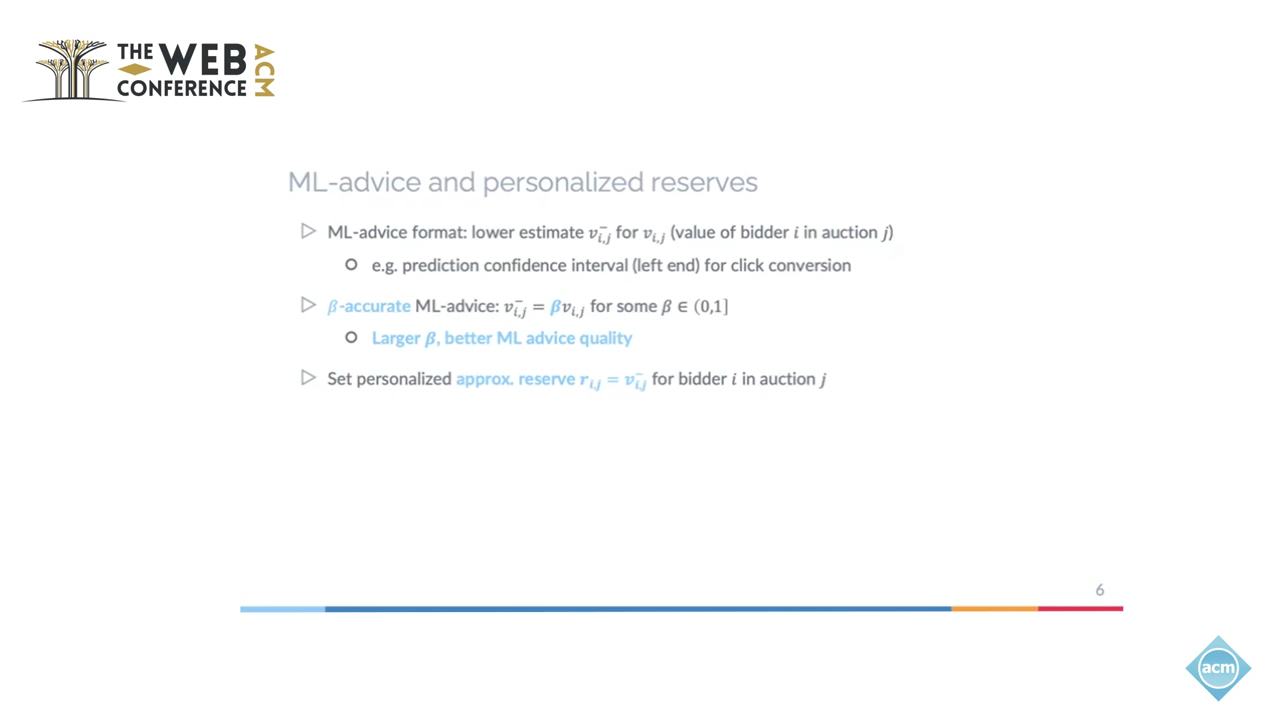 THE WEB CONFERENCE ACM
ML-advice and personalized reserves
ML-advice format: lower estimate v⁻ᵢ,ⱼ for vᵢ,ⱼ (value of bidder i in auction j)
e.g. prediction confidence interval (left end) for click conversion
β-accurate ML-advice: v⁻ᵢ,ⱼ = βvᵢ,ⱼ for some β ∈ (0,1]
Larger β, better ML advice quality
Set personalized approx. reserve rᵢ,ⱼ = v⁻ᵢ,ⱼ for bidder i in auction j
6
acm